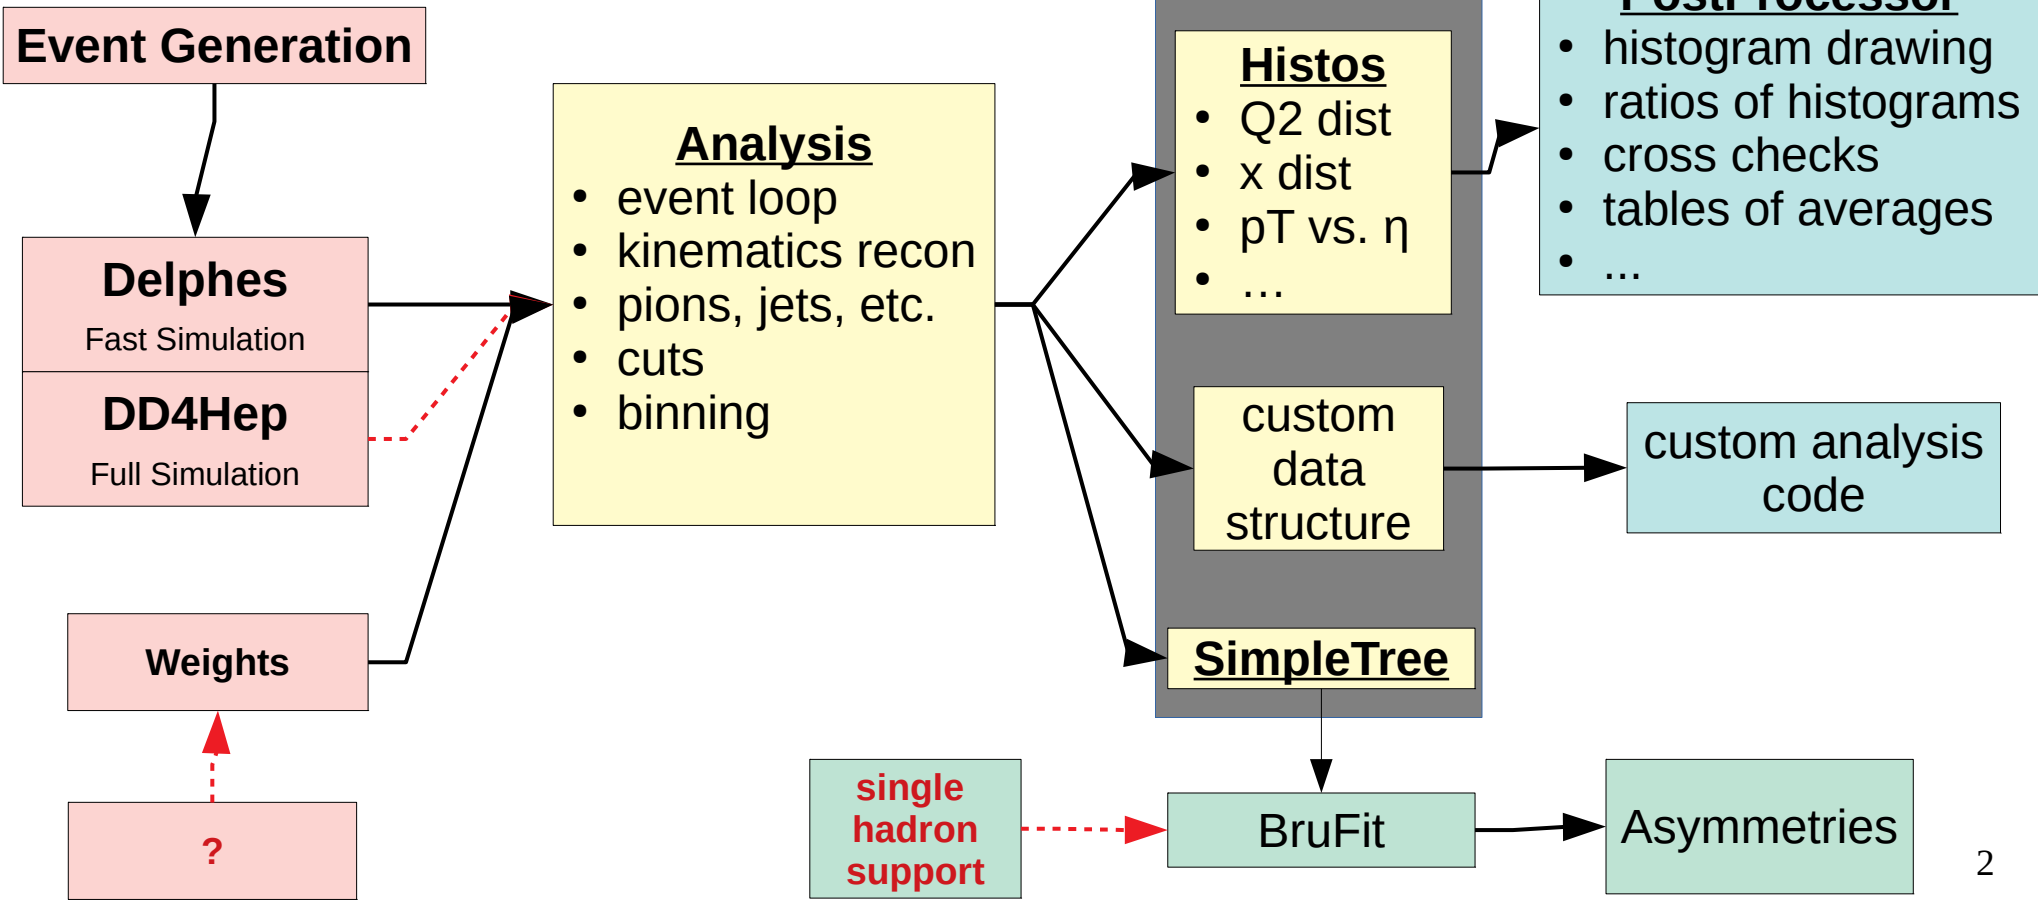 Event Generation
Delphes
Fast Simulation
DD4Hep
Full Simulation
Weights
?
Analysis
• event loop
• kinematics recon
• pions, jets, etc.
• cuts
• binning
Histos
• Q2 dist
• x dist
• pT vs. η
• ...
custom
data
structure
SimpleTree
PostProcessor
• histogram drawing
• ratios of histograms
• cross checks
• tables of averages
• ...
custom analysis
code
single
hadron
support
BruFit
Asymmetries
2